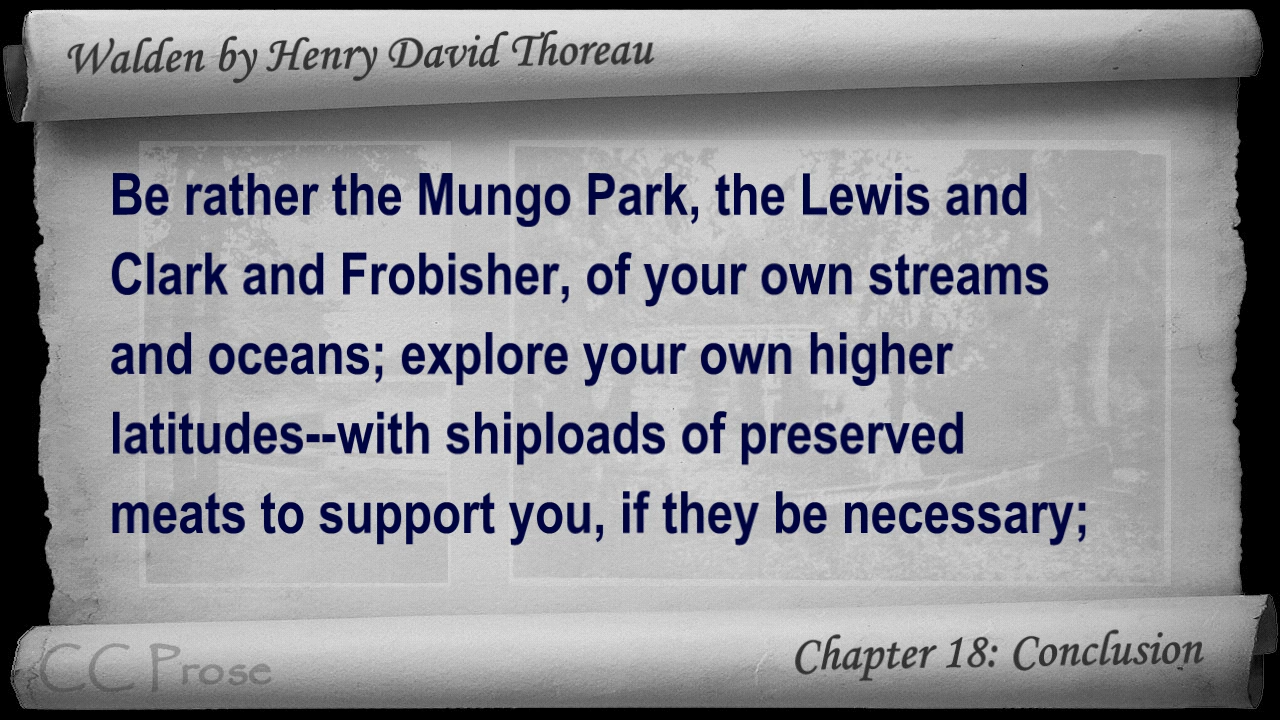 Walden by Henry David Thoreau
Be rather the Mungo Park, the Lewis and
Clark and Frobisher, of your own streams
and oceans; explore your own higher
latitudes--with shiploads of preserved
meats to support you, if they be necessary;
CC Prose
Chapter 18: Conclusion